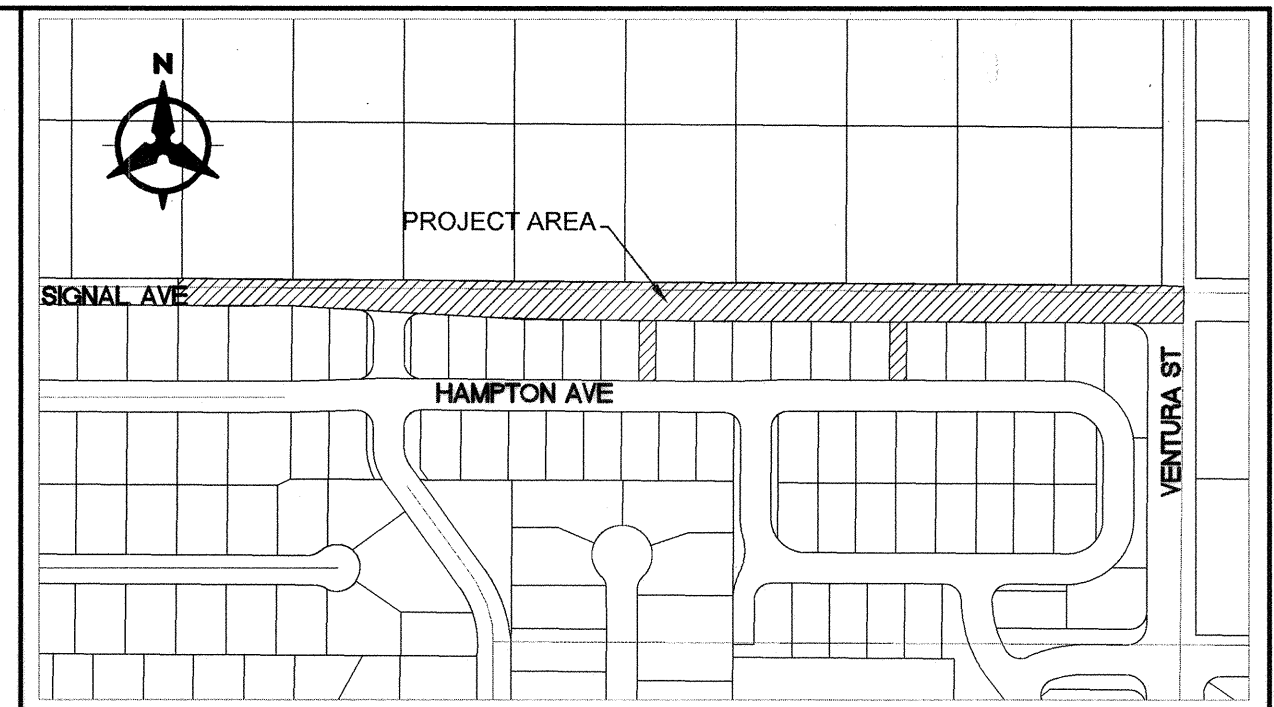 N
PROJECT AREA
SIGNAL AVE
HAMPTON AVE
VENTURA ST